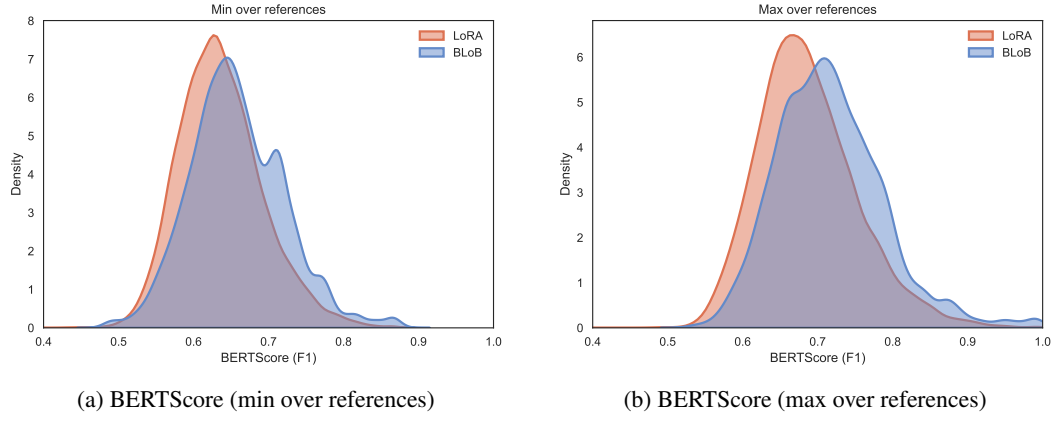 Min over references
8
7
6
5
4
3
2
1
0
Density
0.4 0.5 0.6 0.7 0.8 0.9 1.0
BERTScore (F1)
LoRA
BLoB
(a) BERTScore (min over references)
Max over references
6
5
4
3
2
1
0
Density
0.4 0.5 0.6 0.7 0.8 0.9 1.0
BERTScore (F1)
LoRA
BLoB
(b) BERTScore (max over references)